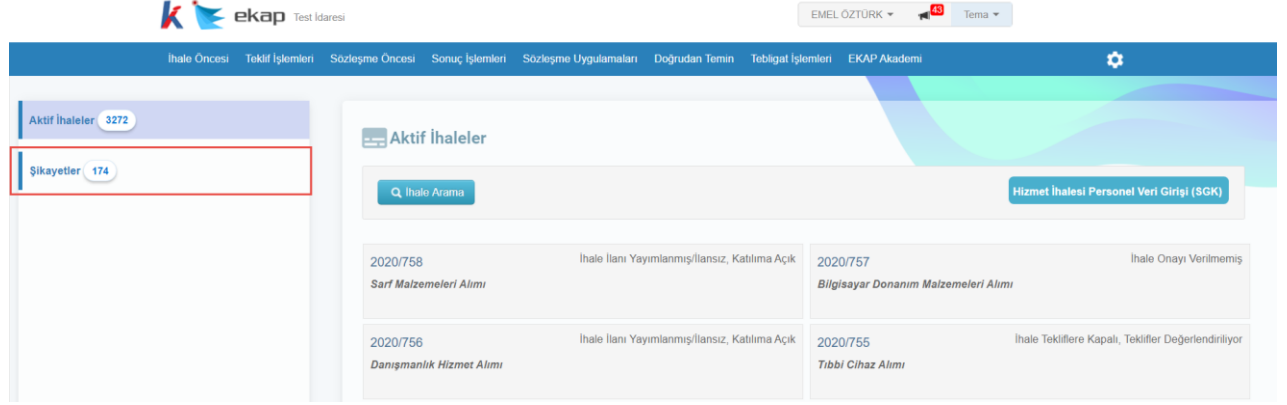 ekap Test İdaresi
EMEL ÖZTÜRK 43 Tema
İhale Öncesi Teklif İşlemleri Sözleşme Öncesi Sonuç İşlemleri Sözleşme Uygulamaları Doğrudan Temin Tebligat İşlemleri EKAP Akademi
Aktif İhaleler 3272
Şikayetler 174
Aktif İhaleler
İhale Arama
Hizmet İhalesi Personel Veri Girişi (SGK)
2020/758 İhale İlanı Yayımlanmış/İlansız, Katılıma Açık
Sarf Malzemeleri Alımı
2020/757 İhale Onayı Verilmemiş
Bilgisayar Donanım Malzemeleri Alımı
2020/756 İhale İlanı Yayımlanmış/İlansız, Katılıma Açık
Danışmanlık Hizmet Alımı
2020/755 İhale Tekliflere Kapalı, Teklifler Değerlendiriliyor
Tıbbi Cihaz Alımı